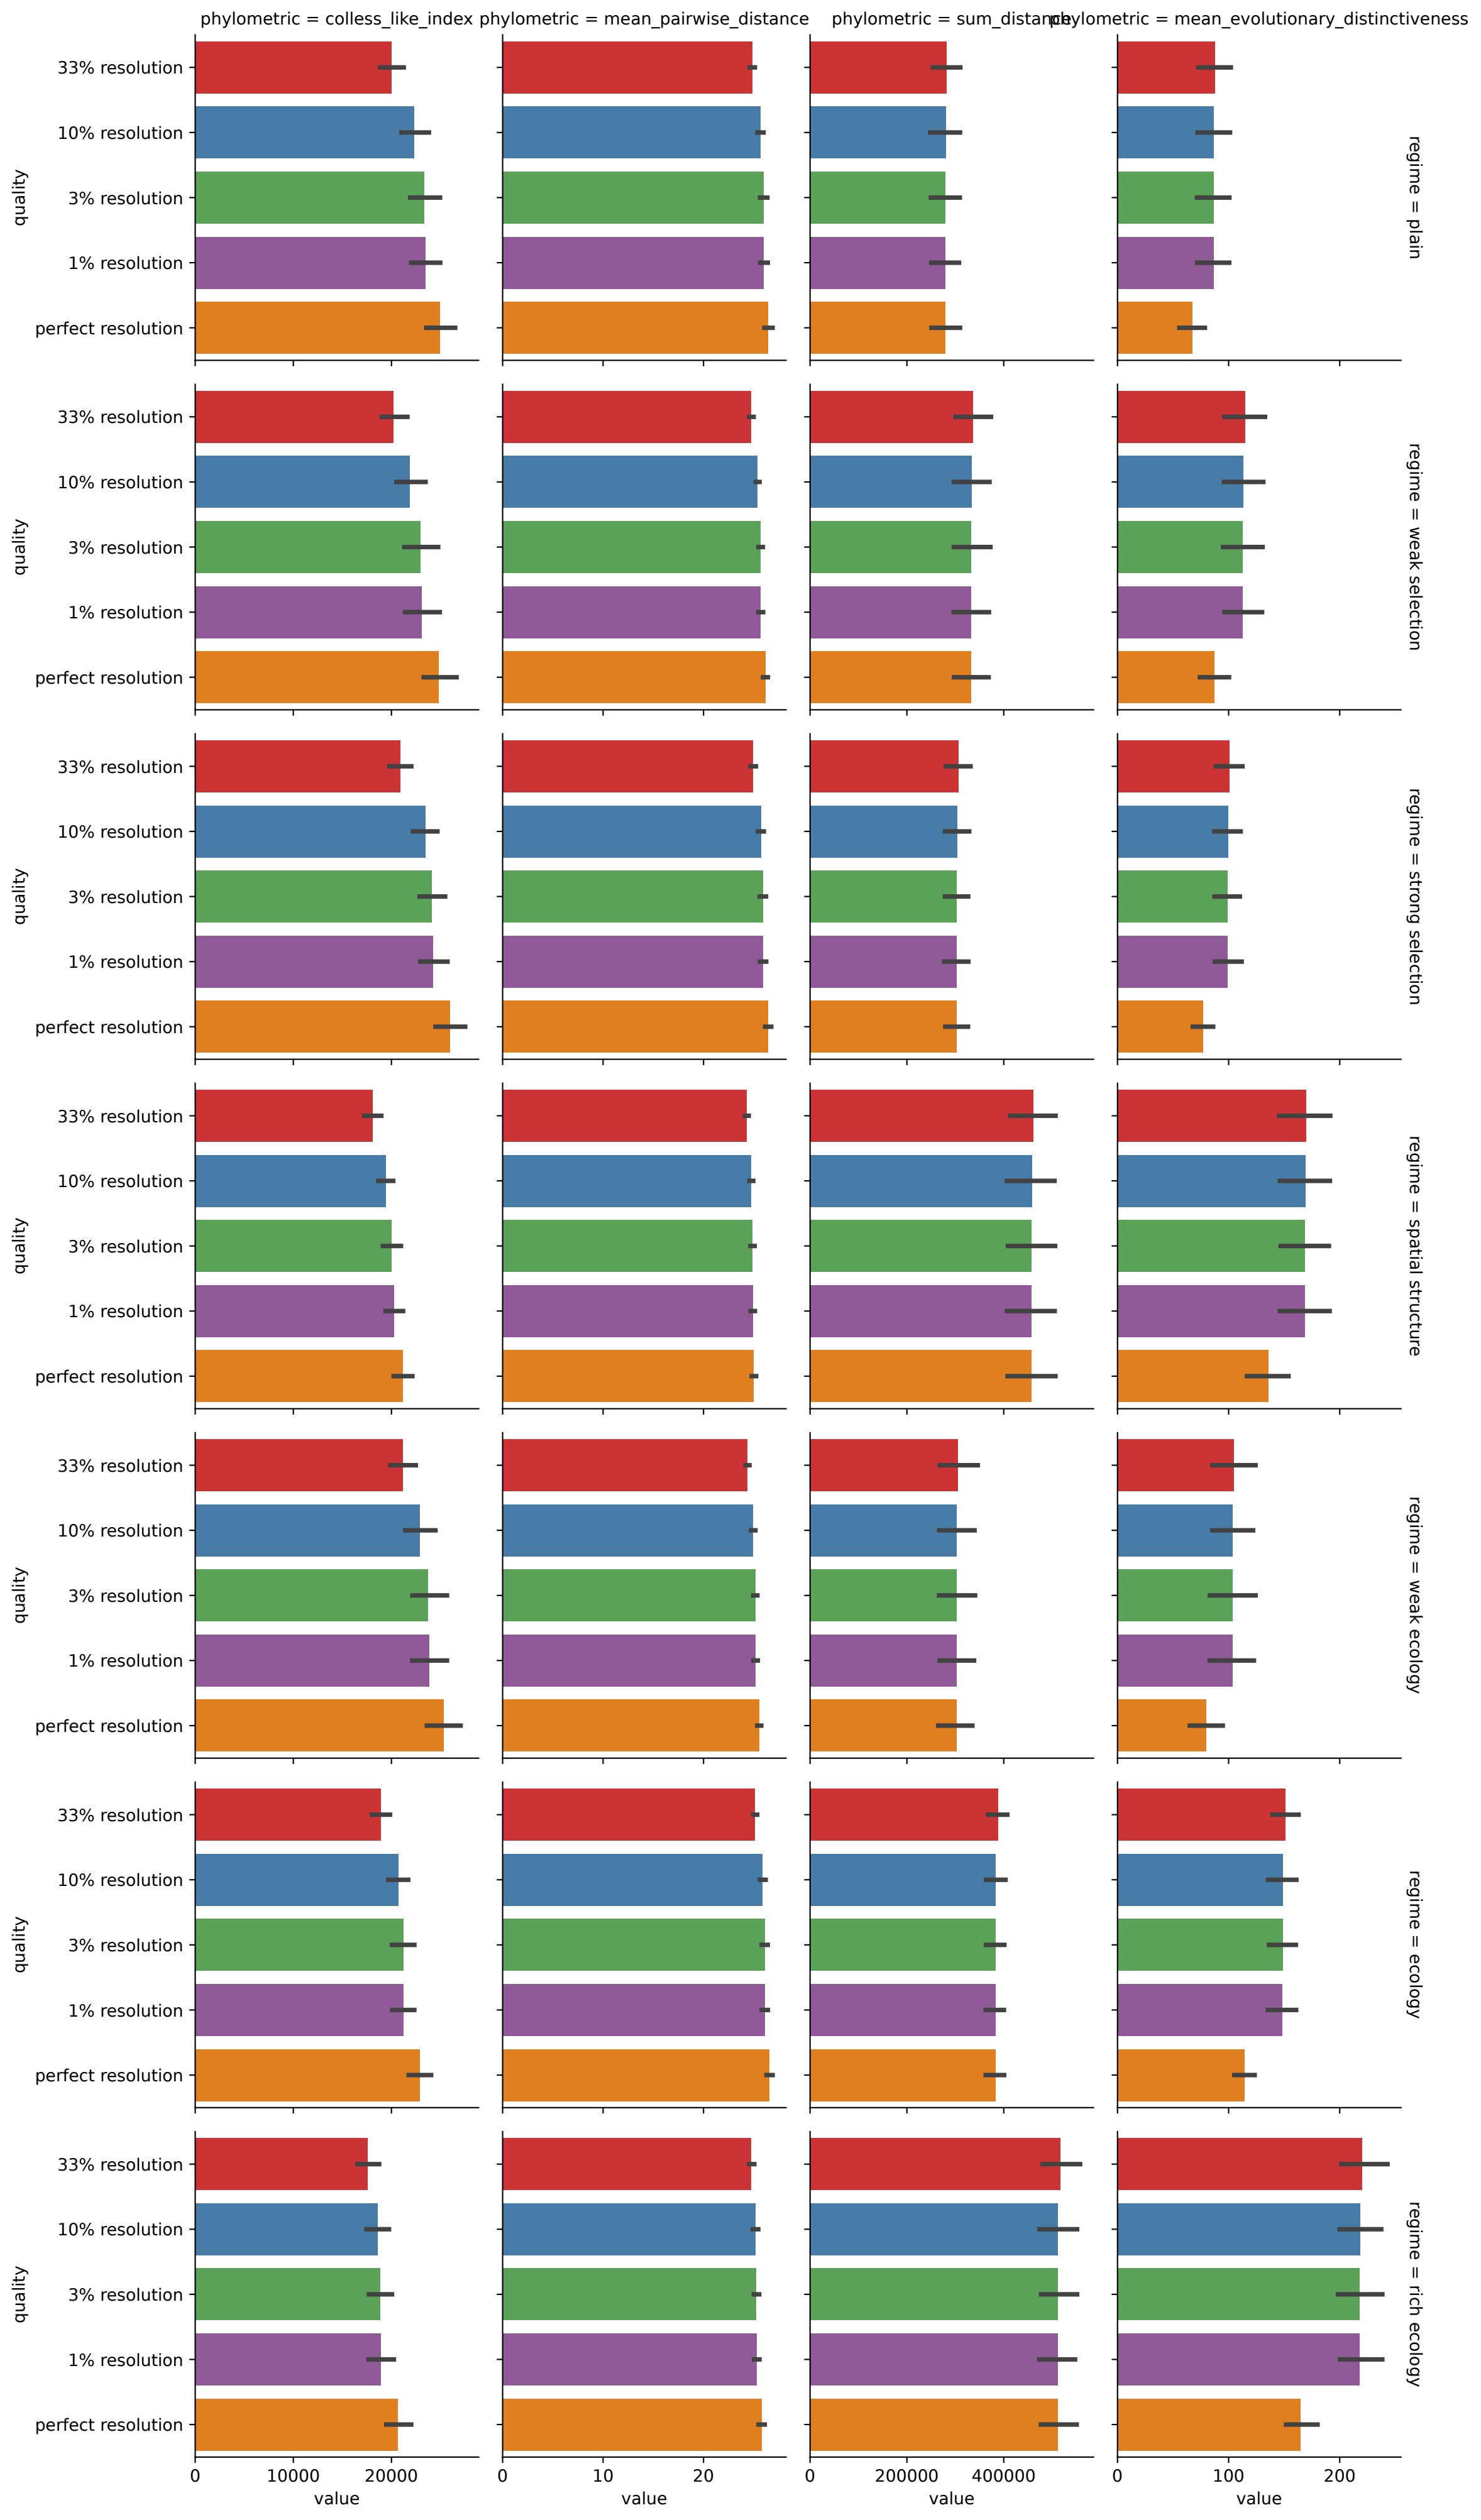 phylometric = colless_like_index
phylometric = mean_pairwise_distance
phylometric = sum_distance
phylometric = mean_evolutionary_distinctiveness
33% resolution
10% resolution
3% resolution
1% resolution
perfect resolution
quality
regime = plain
33% resolution
10% resolution
3% resolution
1% resolution
perfect resolution
quality
regime = weak selection
33% resolution
10% resolution
3% resolution
1% resolution
perfect resolution
quality
regime = strong selection
33% resolution
10% resolution
3% resolution
1% resolution
perfect resolution
quality
regime = spatial structure
33% resolution
10% resolution
3% resolution
1% resolution
perfect resolution
quality
regime = weak ecology
33% resolution
10% resolution
3% resolution
1% resolution
perfect resolution
quality
regime = ecology
33% resolution
10% resolution
3% resolution
1% resolution
perfect resolution
quality
regime = rich ecology
0 10000 20000
value
0 10 20
value
0 200000 400000
value
0 100 200
value